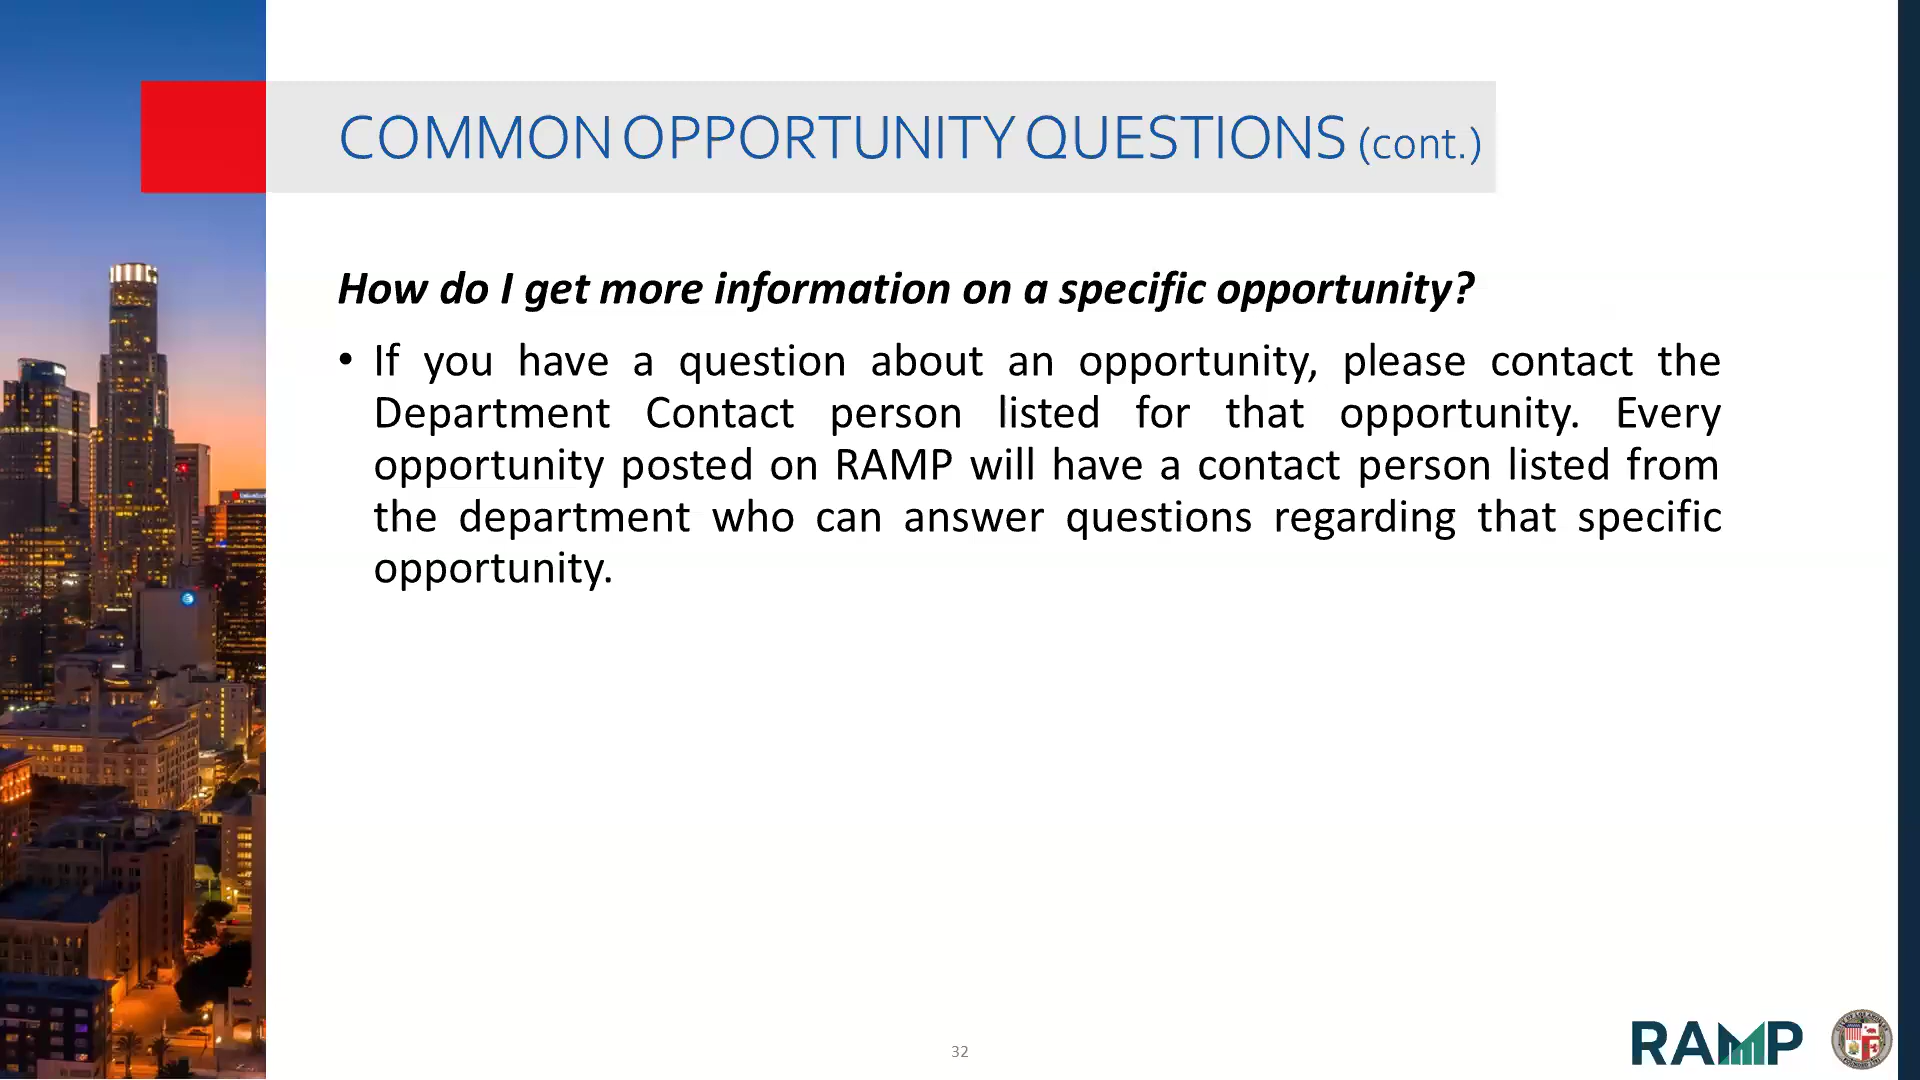 COMMON OPPORTUNITY QUESTIONS (cont.)
How do I get more information on a specific opportunity?
• If you have a question about an opportunity, please contact the
Department Contact person listed for that opportunity. Every
opportunity posted on RAMP will have a contact person listed from
the department who can answer questions regarding that specific
opportunity.
32
RAMP